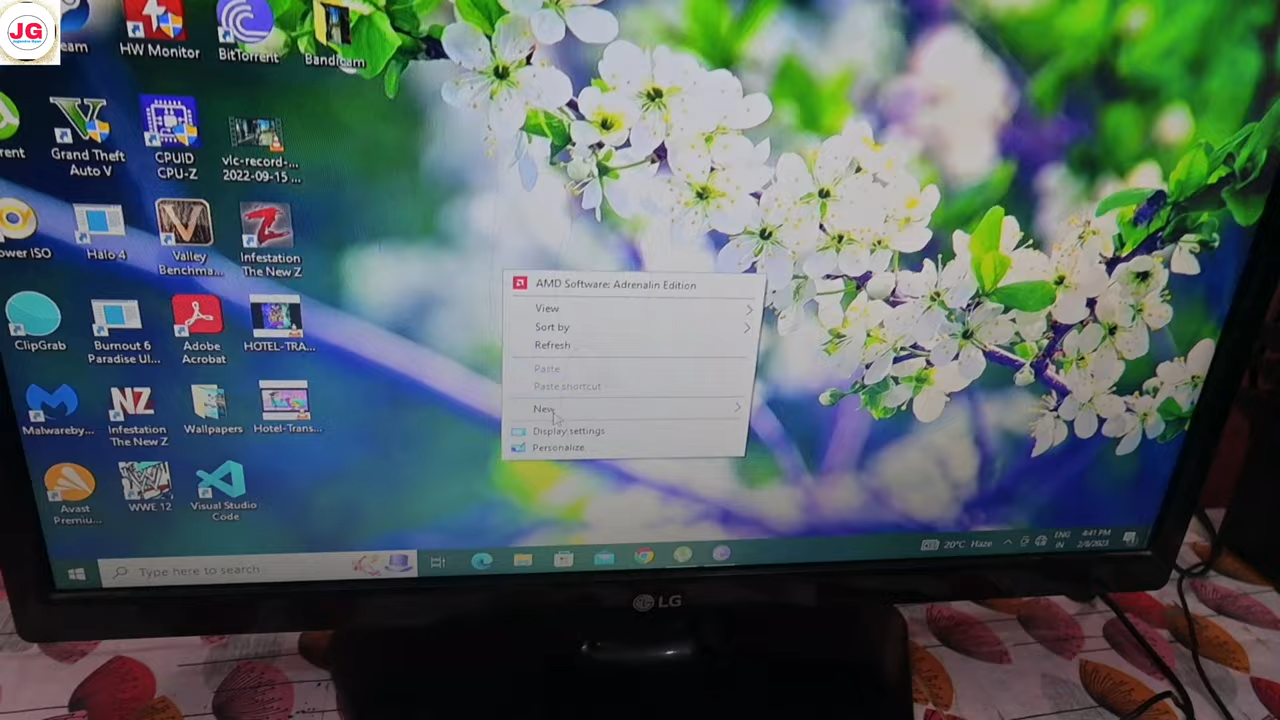 JG
eam
HW Monitor
BitTorrent
Bandicam
rent
Grand Theft
Auto V
CPUID
CPU-Z
vlc-record-...
2022-09-15 ...
ower ISO
Halo 4
Valley
Benchma...
Infestation
The New Z
ClipGrab
Burnout 6
Paradise Ul...
Adobe
Acrobat
HOTEL-TRA...
Malwareby...
NZ
Infestation
The New Z
Wallpapers
Hotel-Trans...
Avast
Premiu...
WWE 12
Visual Studio
Code
AMD Software: Adrenalin Edition
View
Sort by
Refresh
Paste
Paste shortcut
New
Display settings
Personalize
Type here to search
20°C Haze
ENG
IN
4:41 PM
2/8/2023
LG